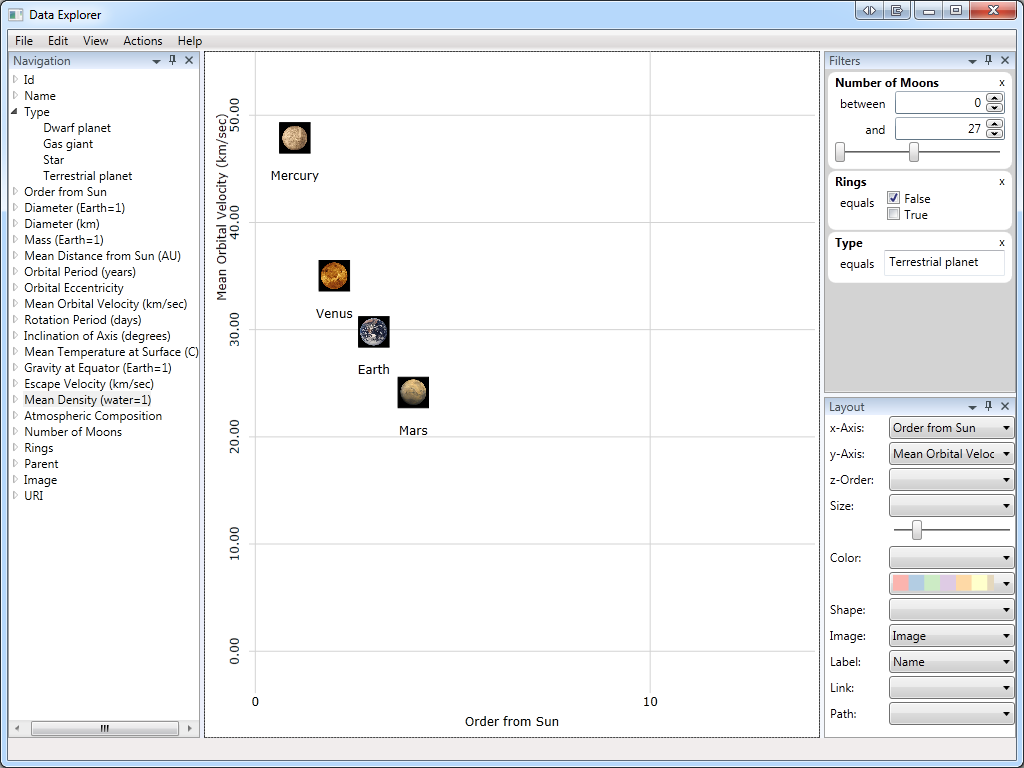 Data Explorer
File Edit View Actions Help
Navigation
Id
Name
Type
Dwarf planet
Gas giant
Star
Terrestrial planet
Order from Sun
Diameter (Earth=1)
Diameter (km)
Mass (Earth=1)
Mean Distance from Sun (AU)
Orbital Period (years)
Orbital Eccentricity
Mean Orbital Velocity (km/sec)
Rotation Period (days)
Inclination of Axis (degrees)
Mean Temperature at Surface (C)
Gravity at Equator (Earth=1)
Escape Velocity (km/sec)
Mean Density (water=1)
Atmospheric Composition
Number of Moons
Rings
Parent
Image
URI
Mean Orbital Velocity (km/sec)
50.00
40.00
30.00
20.00
10.00
0.00
Mercury
Venus
Earth
Mars
0 10
Order from Sun
Filters
Number of Moons x
between 0
and 27
Rings x
equals False
True
Type x
equals Terrestrial planet
Layout
x-Axis: Order from Sun
y-Axis: Mean Orbital Veloc
z-Order:
Size:
Color:
Shape:
Image: Image
Label: Name
Link:
Path: